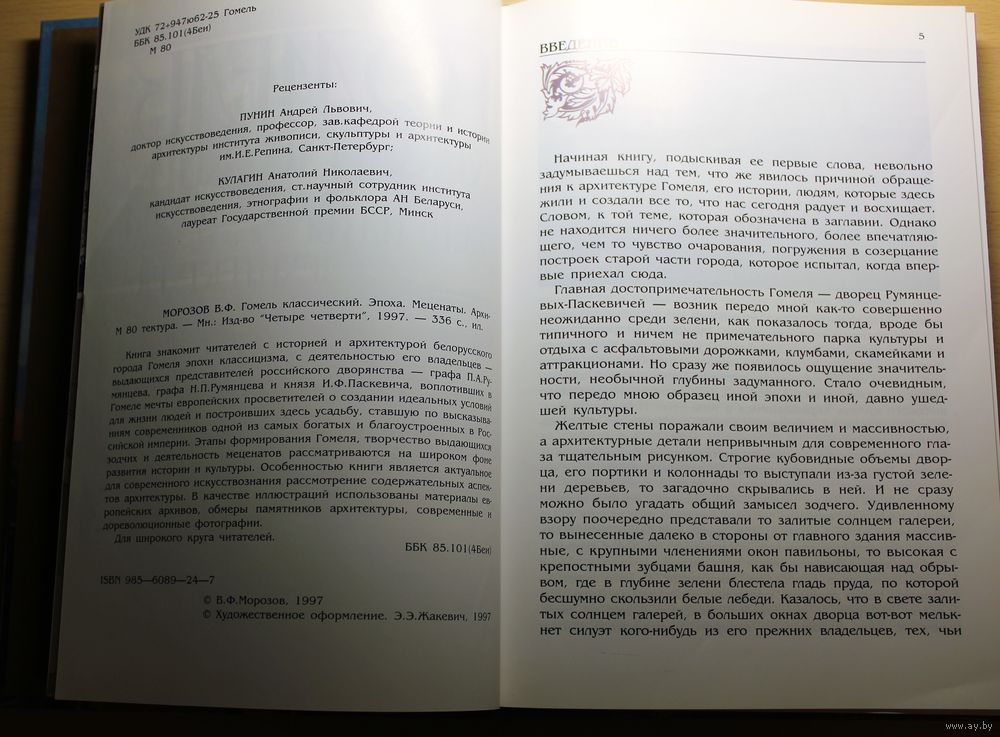 УДК 72+947ю62-25 Гомель
ББК 85.101(4Беи)
М 80
Рецензенты:
ПУНИН Андрей Львович,
доктор искусствоведения, профессор, зав.кафедрой теории и истории
архитектуры института живописи, скульптуры и архитектуры
им.И.Е.Репина, Санкт-Петербург;
КУЛАГИН Анатолий Николаевич,
кандидат искусствоведения, ст.научный сотрудник института
искусствоведения, этнографии и фольклора АН Беларуси,
лауреат Государственной премии БССР, Минск
МОРОЗОВ В.Ф. Гомель классический. Эпоха. Меценаты. Архи-
М 80 тектура. — Мн.: Изд-во "Четыре четверти", 1997. — 336 с., ил.
Книга знакомит читателей с историей и архитектурой белорусского
города Гомеля эпохи классицизма, с деятельностью его владельцев —
выдающихся представителей российского дворянства — графа П.А.Ру-
мянцева, графа Н.П.Румянцева и князя И.Ф.Паскевича, воплотивших в
Гомеле мечты европейских просветителей о создании идеальных условий
для жизни людей и построивших здесь усадьбу, ставшую по высказыва-
ниям современников одной из самых богатых и благоустроенных в Рос-
сийской империи. Этапы формирования Гомеля, творчество выдающихся
зодчих и деятельность меценатов рассматриваются на широком фоне
развития истории и культуры. Особенностью книги является актуальное
для современного искусствознания рассмотрение содержательных аспек-
тов архитектуры. В качестве иллюстраций использованы материалы ев-
ропейских архивов, обмеры памятников архитектуры, современные и
дореволюционные фотографии.
Для широкого круга читателей.
ББК 85.101(4Беи)
ISBN 985—6089—24—7
© В.Ф.Морозов, 1997
© Художественное оформление. Э.Э.Жакевич, 1997
5
ВВЕДЕНИЕ
Начиная книгу, подыскивая ее первые слова, невольно
задумываешься над тем, что же явилось причиной обраще-
ния к архитектуре Гомеля, его истории, людям, которые здесь
жили и создали все то, что нас сегодня радует и восхищает.
Словом, к той теме, которая обозначена в заглавии. Однако
не находится ничего более значительного, более впечатляю-
щего, чем то чувство очарования, погружения в созерцание
построек старой части города, которое испытал, когда впер-
вые приехал сюда.
Главная достопримечательность Гомеля — дворец Румянце-
вых-Паскевичей — возник передо мной как-то совершенно
неожиданно среди зелени, как показалось тогда, вроде бы
типичного и ничем не примечательного парка культуры и
отдыха с асфальтовыми дорожками, клумбами, скамейками и
аттракционами. Но сразу же появилось ощущение значитель-
ности, необычной глубины задуманного. Стало очевидным,
что передо мною образец иной эпохи и иной, давно ушед-
шей культуры.
Желтые стены поражали своим величием и массивностью,
а архитектурные детали непривычным для современного гла-
за тщательным рисунком. Строгие кубовидные объемы двор-
ца, его портики и колоннады то выступали из-за густой зеле-
ни деревьев, то загадочно скрывались в ней. И не сразу
можно было угадать общий замысел зодчего. Удивленному
взору поочередно представали то залитые солнцем галереи,
то вынесенные далеко в стороны от главного здания массив-
ные, с крупными членениями окон павильоны, то высокая с
крепостными зубцами башня, как бы нависающая над обры-
вом, где в глубине зелени блестела гладь пруда, по которой
бесшумно скользили белые лебеди. Казалось, что в свете зали-
тых солнцем галерей, в больших окнах дворца вот-вот мельк-
нет силуэт кого-нибудь из его прежних владельцев, тех, чьи
www.ay.by